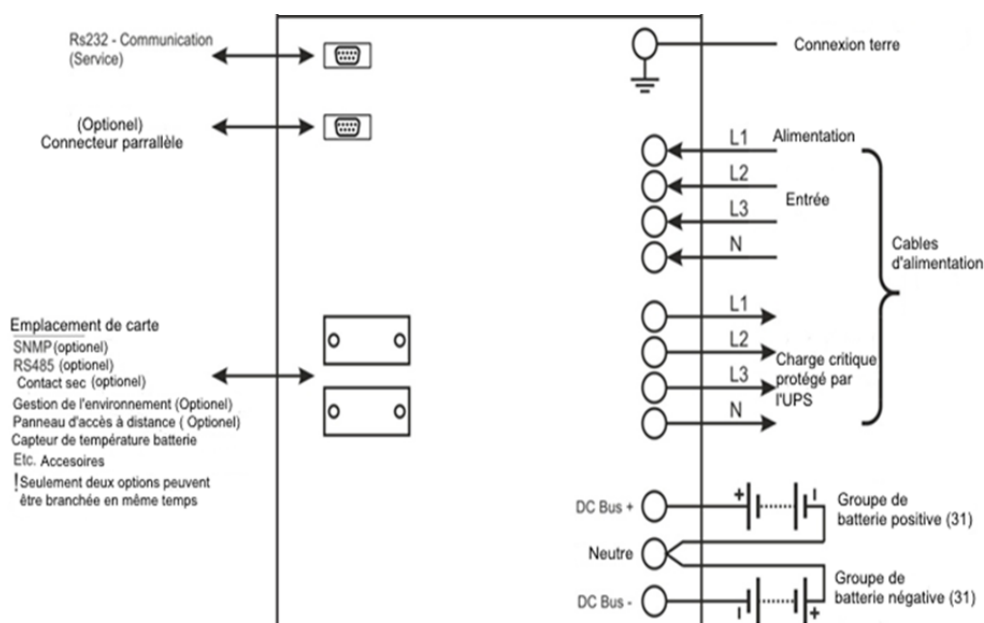 Rs232 - Communication
(Service)
(Optionel)
Connecteur parrallèle
Emplacement de carte
SNMP (optionel)
RS485 (optionel)
Contact sec (optionel)
Gestion de l'environnement (Optionel)
Panneau d'accès à distance ( Optionel)
Capteur de température batterie
Etc. Accesoires
! Seulement deux options peuvent
être branchée en même temps
Connexion terre
L1
Alimentation
L2
Entrée
L3
N
Cables
d'alimentation
L1
L2
Charge critique
protégé par
l'UPS
L3
N
DC Bus +
+
-
Groupe de
batterie positive (31)
Neutre
Groupe de
batterie négative (31)
DC Bus -
-
+